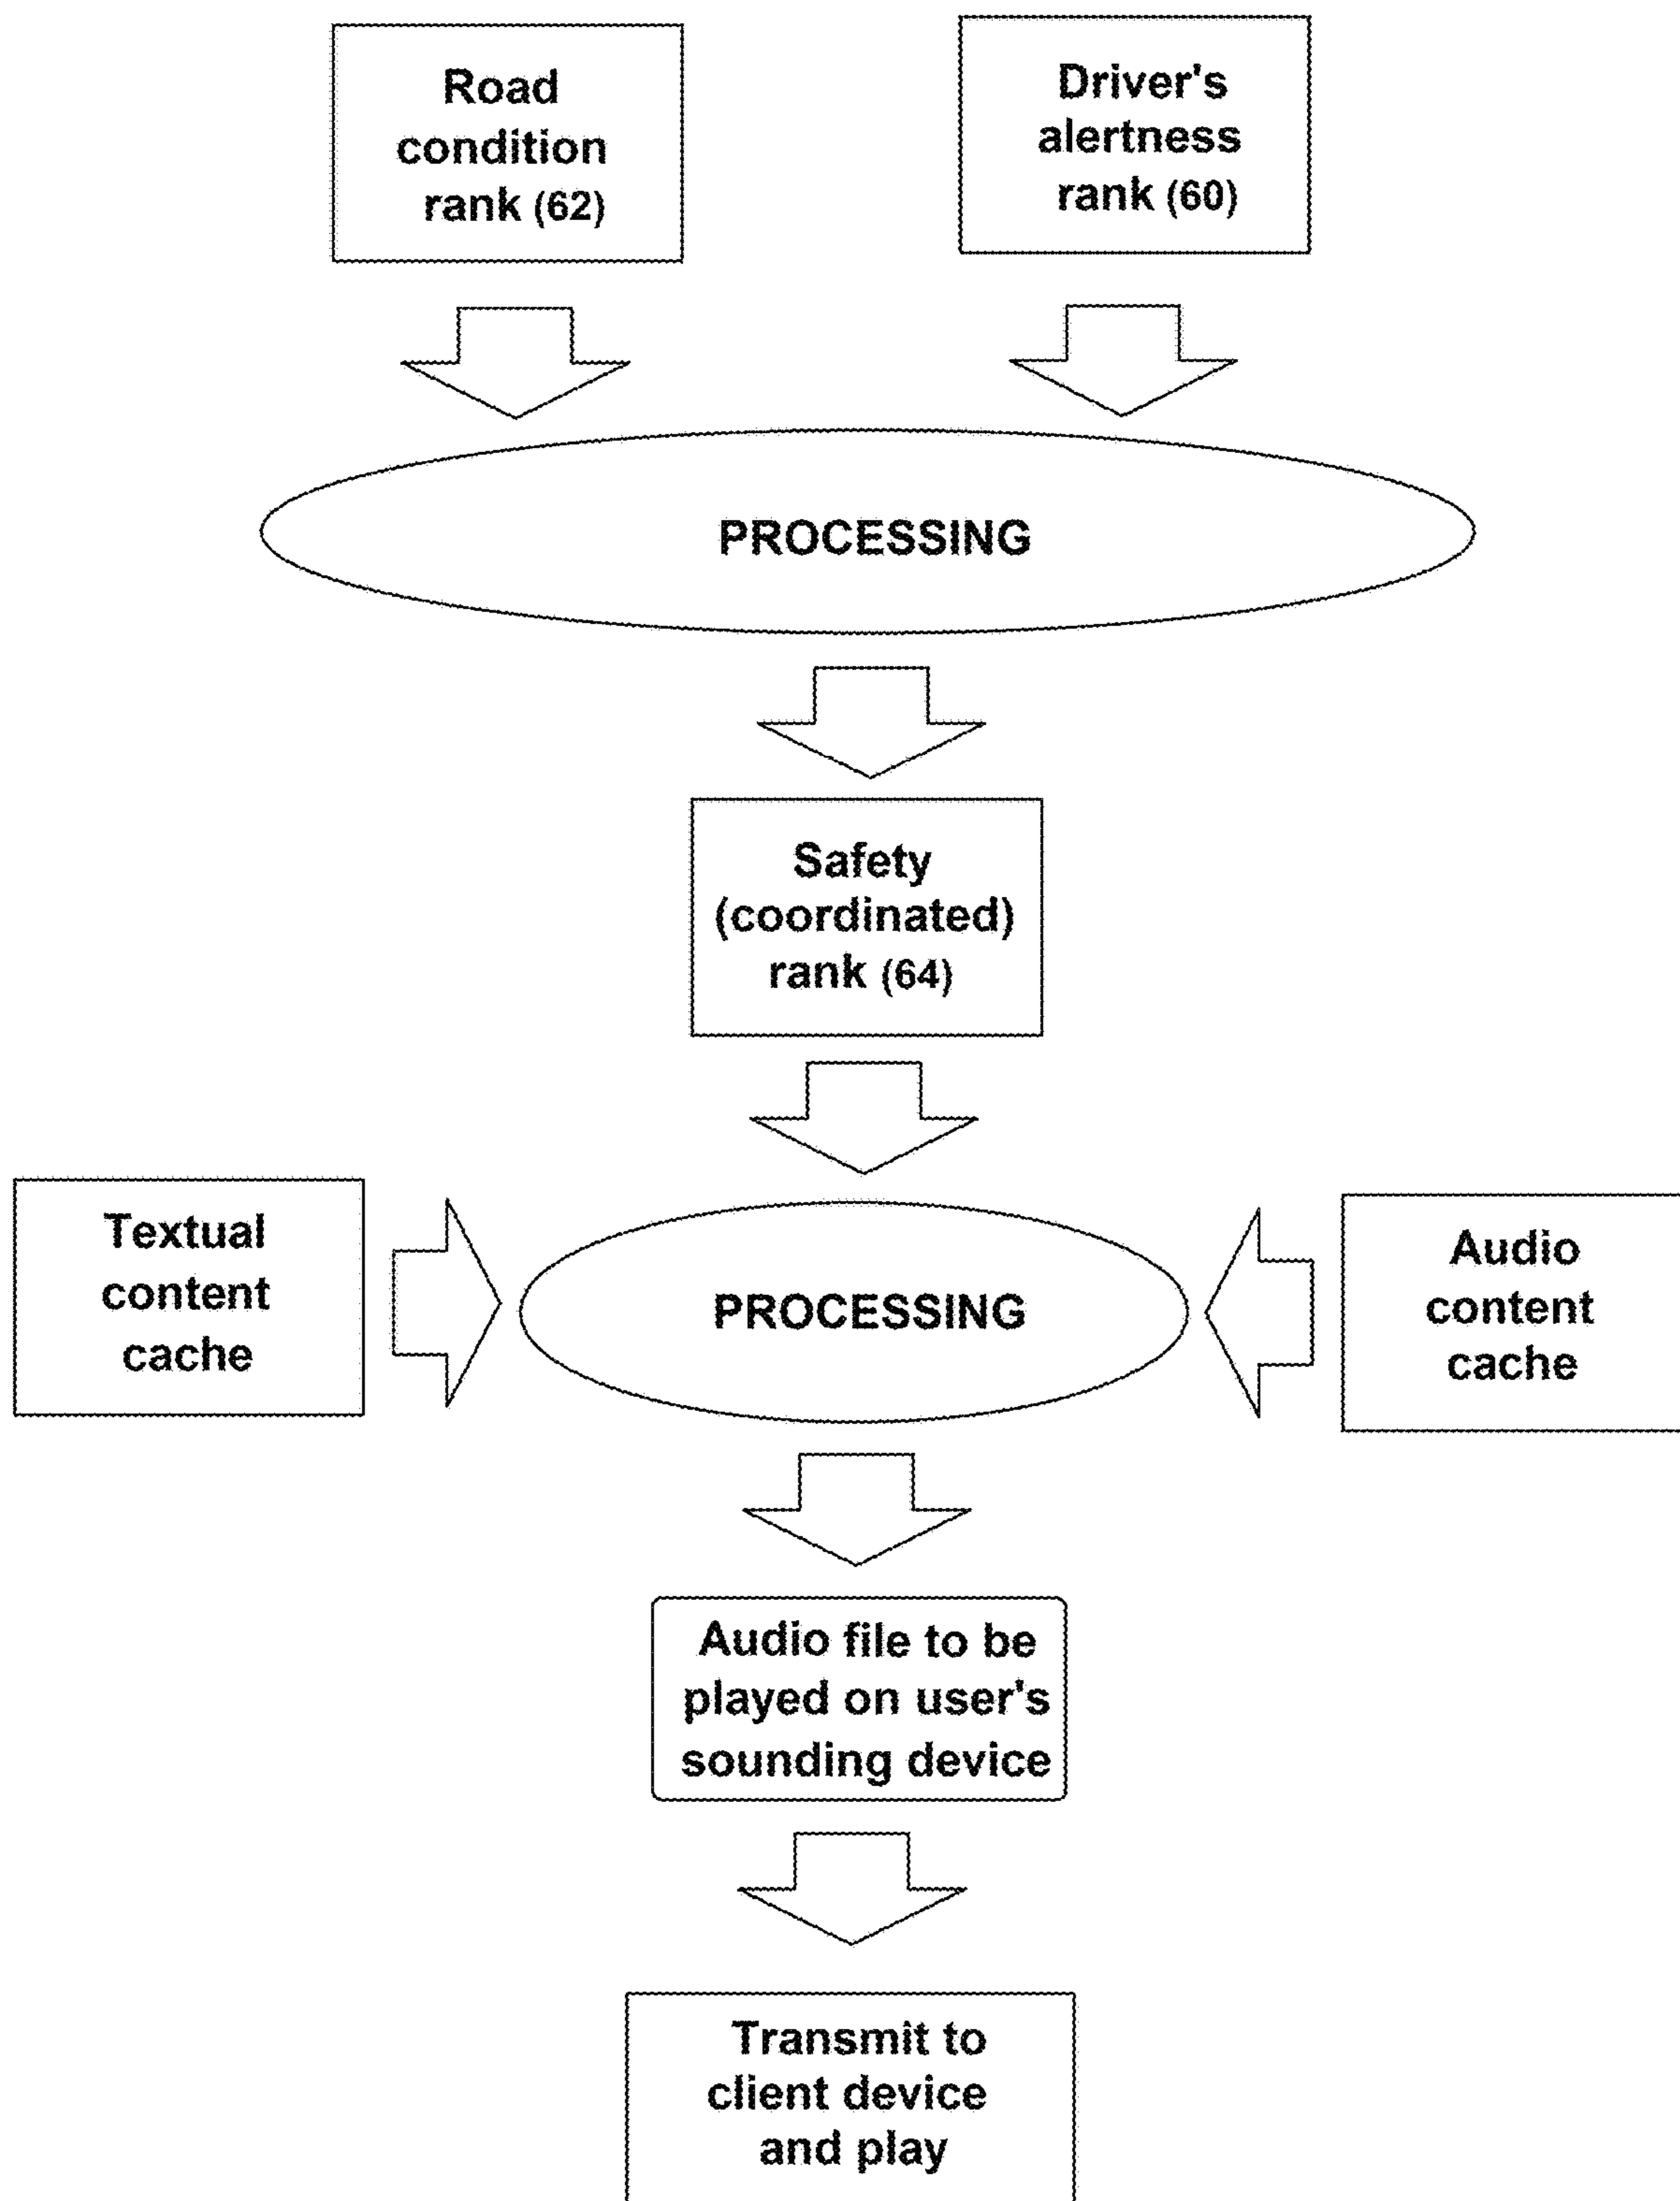 Road
condition
rank (62)
Driver's
alertness
rank (60)
PROCESSING
Safety
(coordinated)
rank (64)
Textual
content
cache
PROCESSING
Audio
content
cache
Audio file to be
played on user's
sounding device
Transmit to
client device
and play